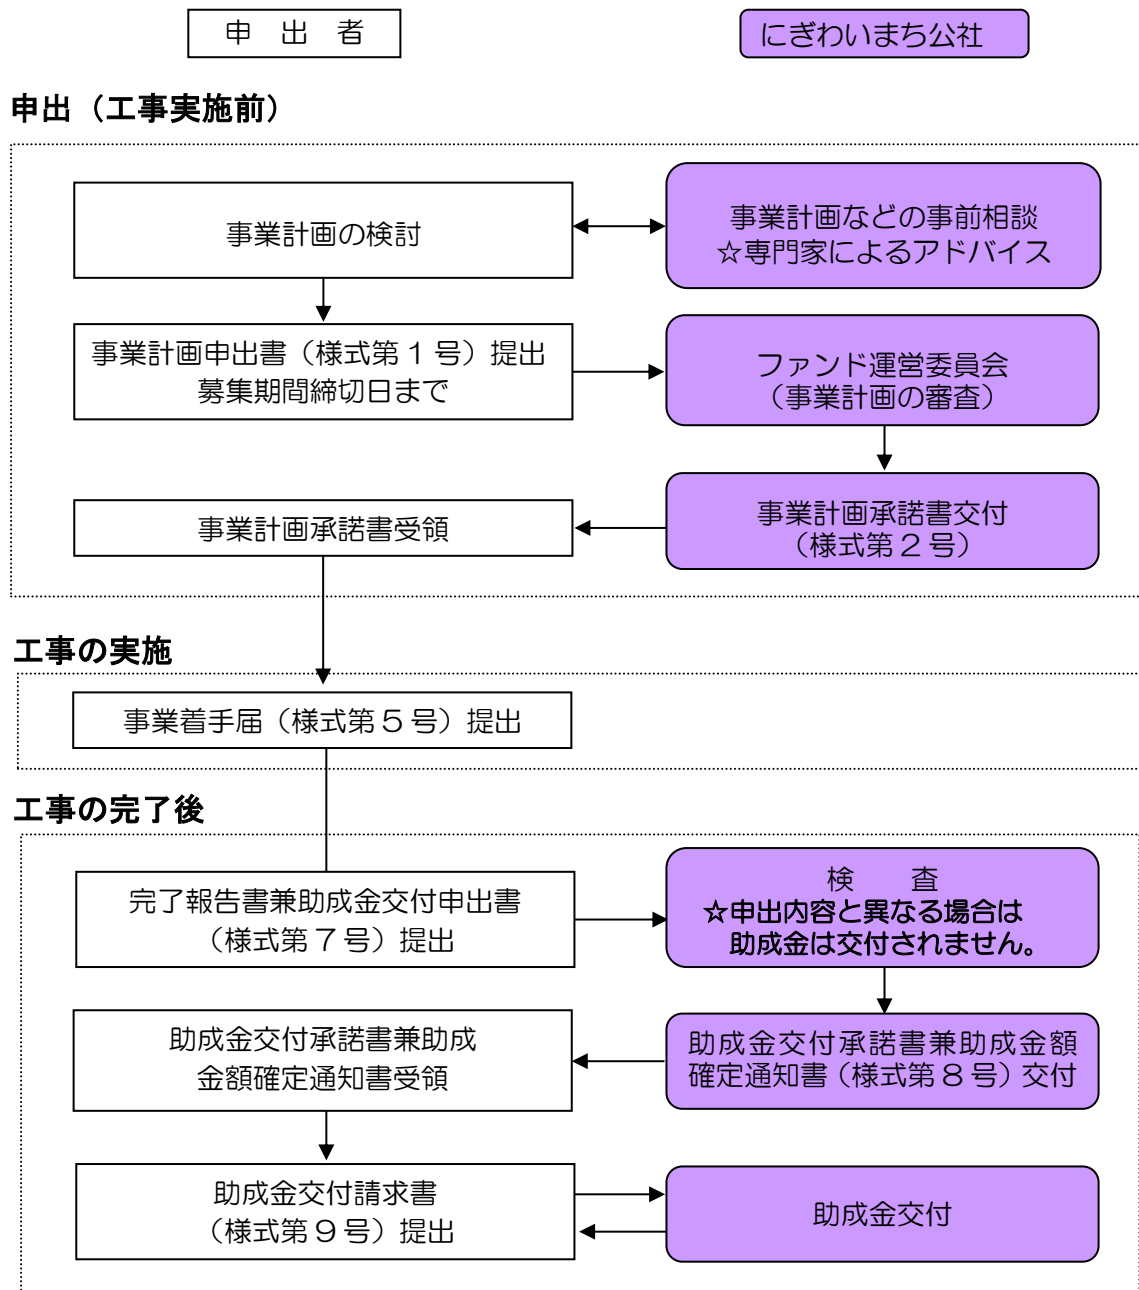 申　出　者
にぎわいまち公社
申出（工事実施前）
事業計画の検討
事業計画などの事前相談
☆専門家によるアドバイス
事業計画申出書（様式第１号）提出
募集期間締切日まで
ファンド運営委員会
（事業計画の審査）
事業計画承諾書受領
事業計画承諾書交付
（様式第２号）
工事の実施
事業着手届（様式第５号）提出
工事の完了後
完了報告書兼助成金交付申出書
（様式第７号）提出
検　　査
☆申出内容と異なる場合は
助成金は交付されません。
助成金交付承諾書兼助成
金額確定通知書受領
助成金交付承諾書兼助成金額
確定通知書（様式第８号）交付
助成金交付請求書
（様式第９号）提出
助成金交付